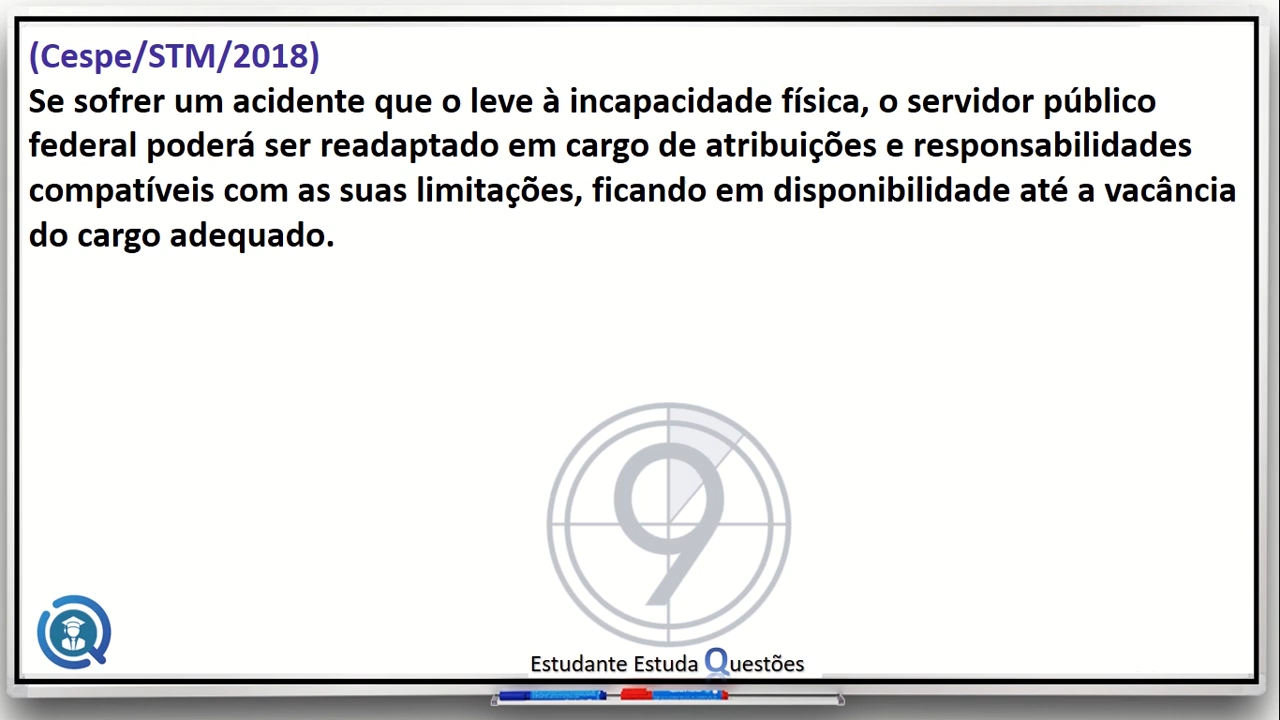 (Cespe/STM/2018)
Se sofrer um acidente que o leve à incapacidade física, o servidor público
federal poderá ser readaptado em cargo de atribuições e responsabilidades
compatíveis com as suas limitações, ficando em disponibilidade até a vacância
do cargo adequado.
9
Estudante Estuda Questões